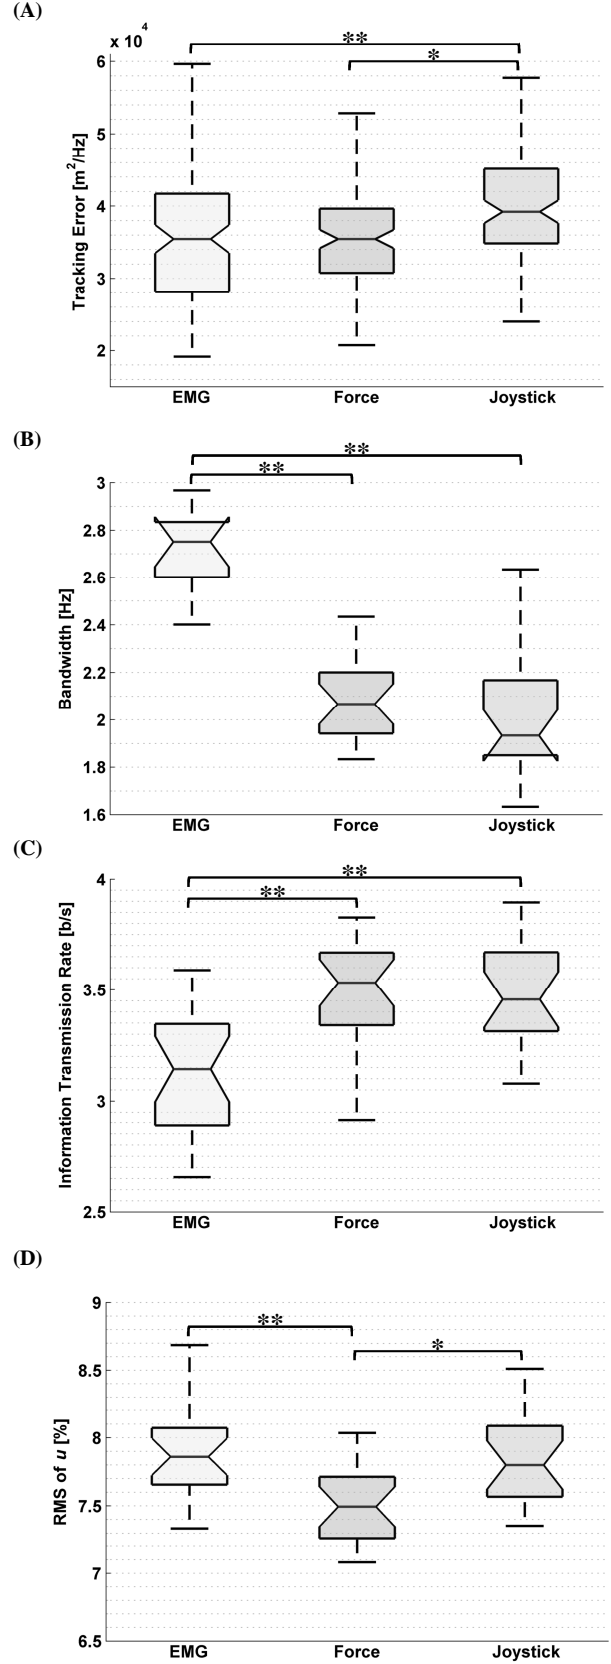 (A)
x 10^4
**
*
6
5
4
3
2
Tracking Error [m^2/Hz]
EMG Force Joystick
(B)
**
**
3
2.8
2.6
2.4
2.2
2
1.8
1.6
Bandwidth [Hz]
EMG Force Joystick
(C)
**
**
4
3.5
3
2.5
Information Transmission Rate [b/s]
EMG Force Joystick
(D)
**
*
9
8.5
8
7.5
7
6.5
RMS of u [%]
EMG Force Joystick